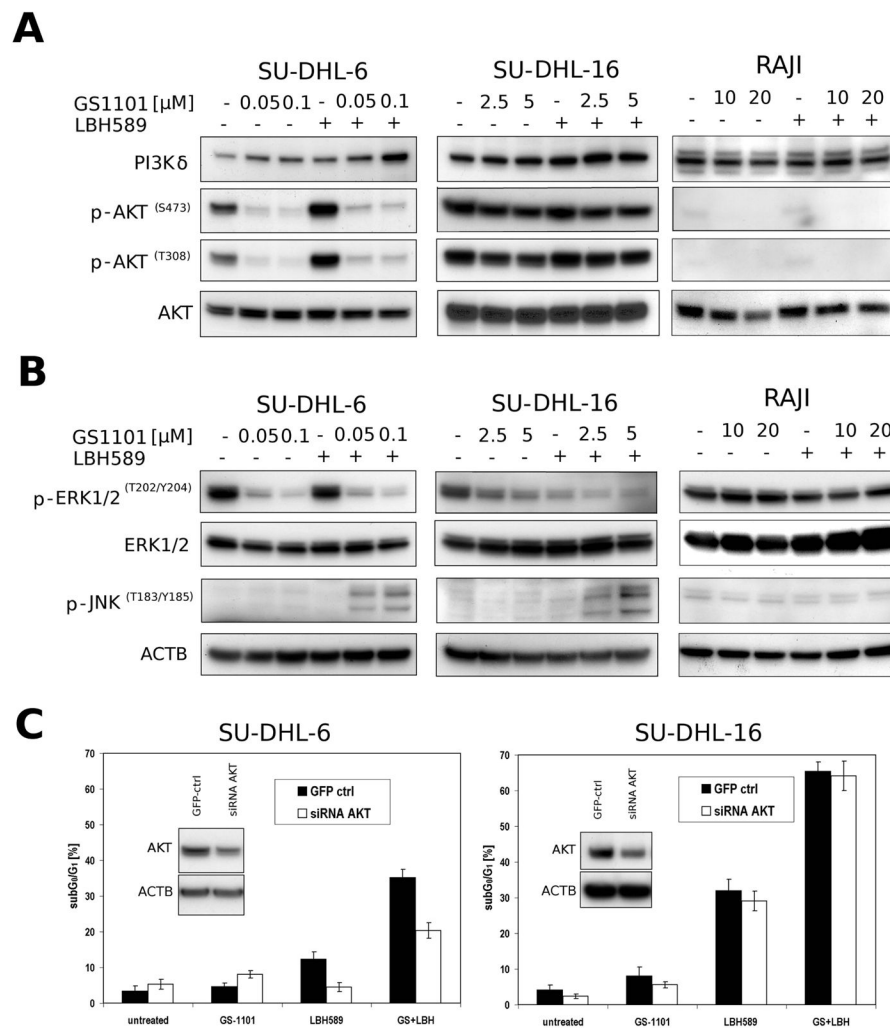 A
SU-DHL-6 SU-DHL-16 RAJI
GS1101 [µM] - 0.05 0.1 - 0.05 0.1 - 2.5 5 - 2.5 5 - 10 20 - 10 20
LBH589 - - - + + + - - - + + + - - - + + +
PI3Kδ
p-AKT (S473)
p-AKT (T308)
AKT
B
SU-DHL-6 SU-DHL-16 RAJI
GS1101 [µM] - 0.05 0.1 - 0.05 0.1 - 2.5 5 - 2.5 5 - 10 20 - 10 20
LBH589 - - - + + + - - - + + + - - - + + +
p-ERK1/2 (T202/Y204)
ERK1/2
p-JNK (T183/Y185)
ACTB
C
SU-DHL-6
subG₀/G₁ [%]
70
60
50
40
30
20
10
0
GFP-ctrl siRNA AKT
AKT
ACTB
GFP ctrl
siRNA AKT
untreated GS-1101 LBH589 GS+LBH
SU-DHL-16
subG₀/G₁ [%]
70
60
50
40
30
20
10
0
GFP-ctrl siRNA AKT
AKT
ACTB
GFP ctrl
siRNA AKT
untreated GS-1101 LBH589 GS+LBH